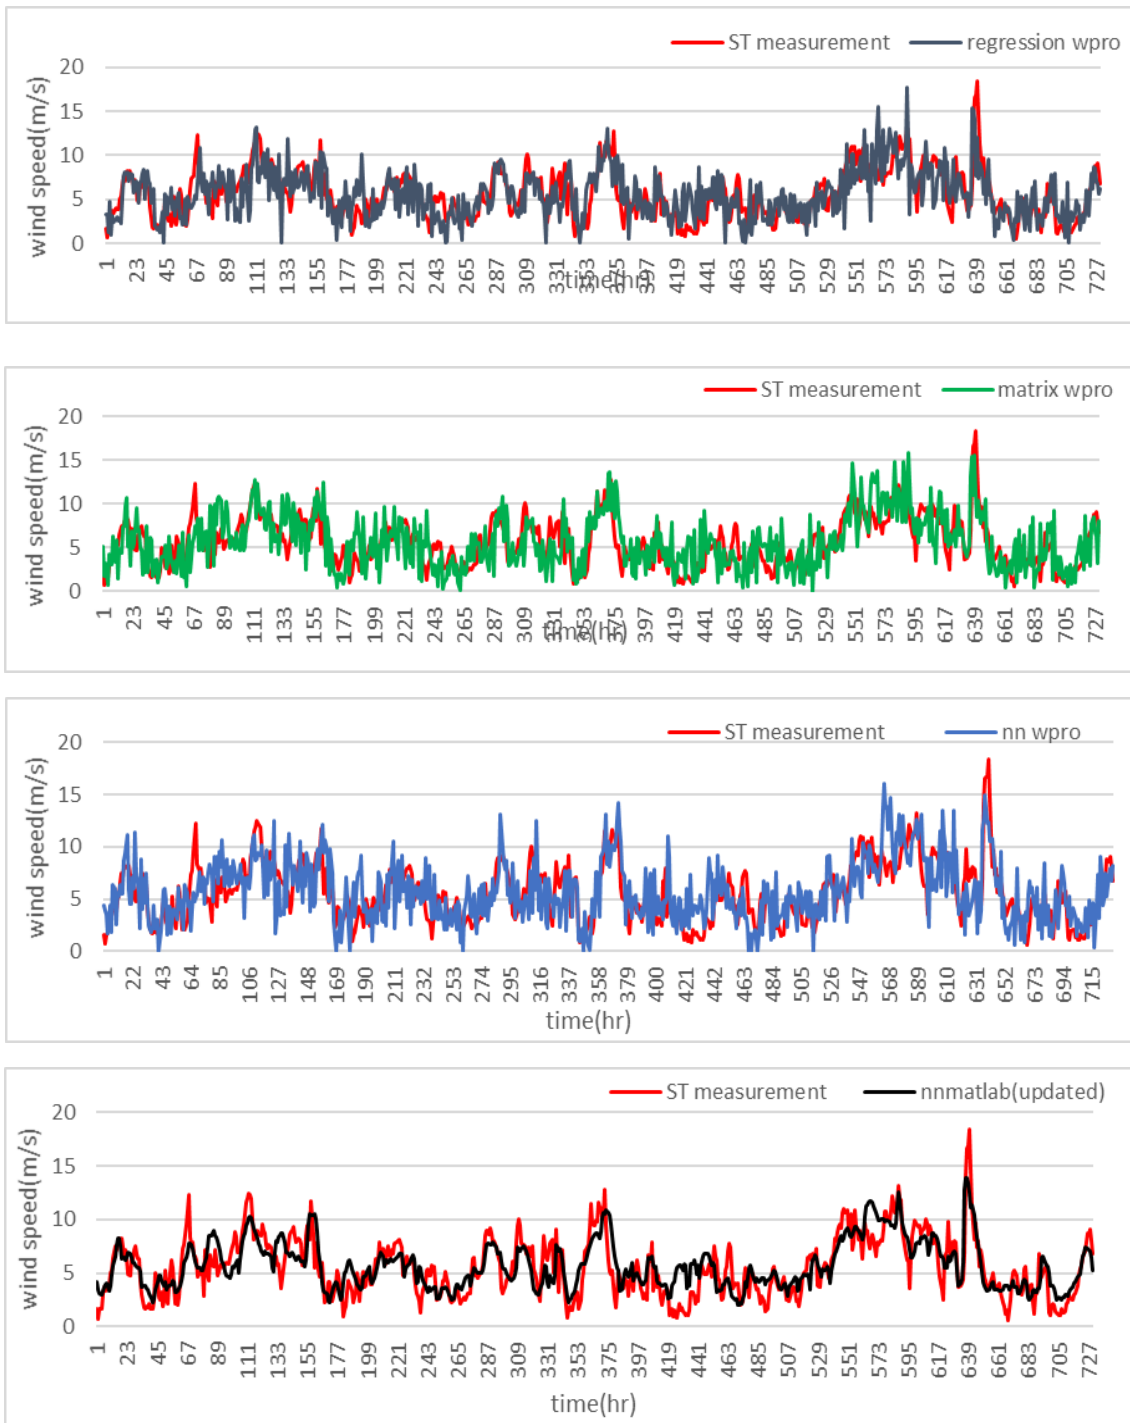 ST measurement regression wpro
wind speed(m/s)
20
15
10
5
0
1 23 45 67 89 111 133 155 177 199 221 243 265 287 309 331 397 419 441 463 485 507 529 551 573 595 617 639 661 683 705 727
time(hr)
ST measurement matrix wpro
wind speed(m/s)
20
15
10
5
0
1 23 45 67 89 111 133 155 177 199 221 243 265 287 309 331 397 419 441 463 485 507 529 551 573 595 617 639 661 683 705 727
time(hr)
ST measurement nn wpro
wind speed(m/s)
20
15
10
5
0
1 22 43 64 85 106 127 148 169 190 211 232 253 274 295 316 337 358 379 400 421 442 463 484 505 526 547 568 589 610 631 652 673 694 715
time(hr)
ST measurement nnmatlab(updated)
wind speed(m/s)
20
15
10
5
0
1 23 45 67 89 111 133 155 177 199 221 243 265 287 309 331 353 375 397 419 441 463 485 507 529 551 573 595 617 639 661 683 705 727
time(hr)